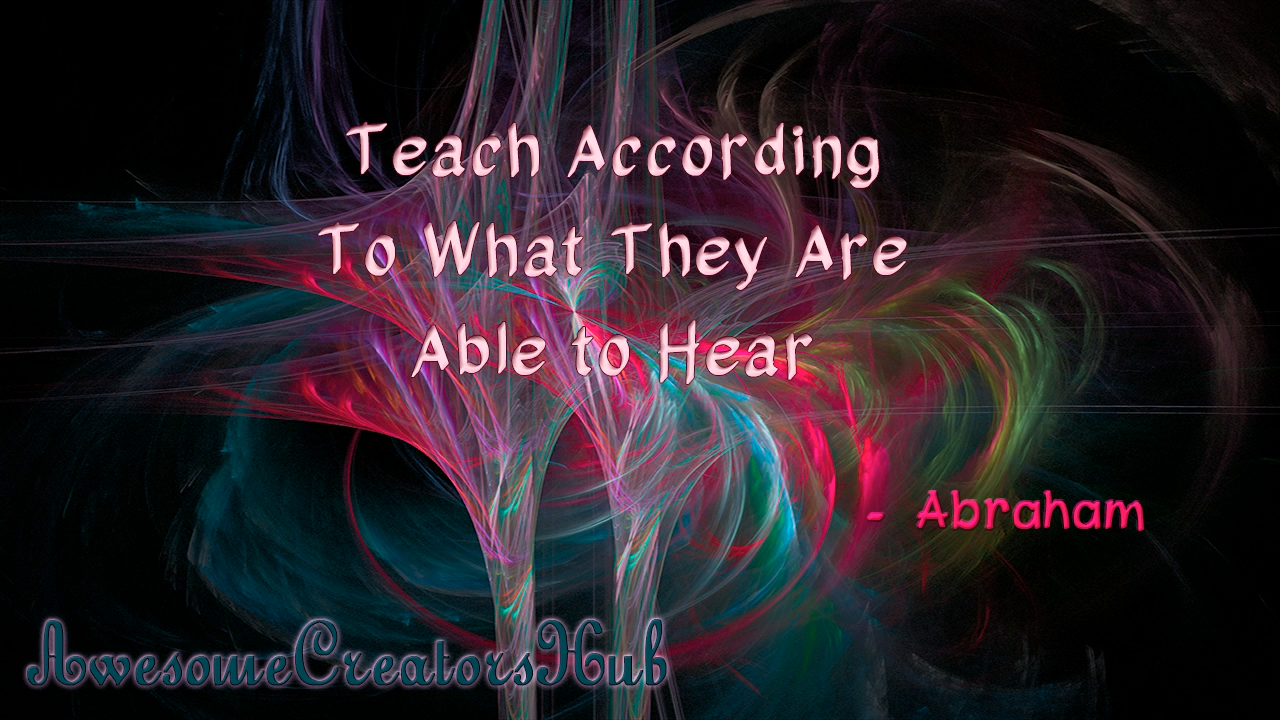 Teach According
To What They Are
Able to Hear
- Abraham
AwesomeCreatorsHub